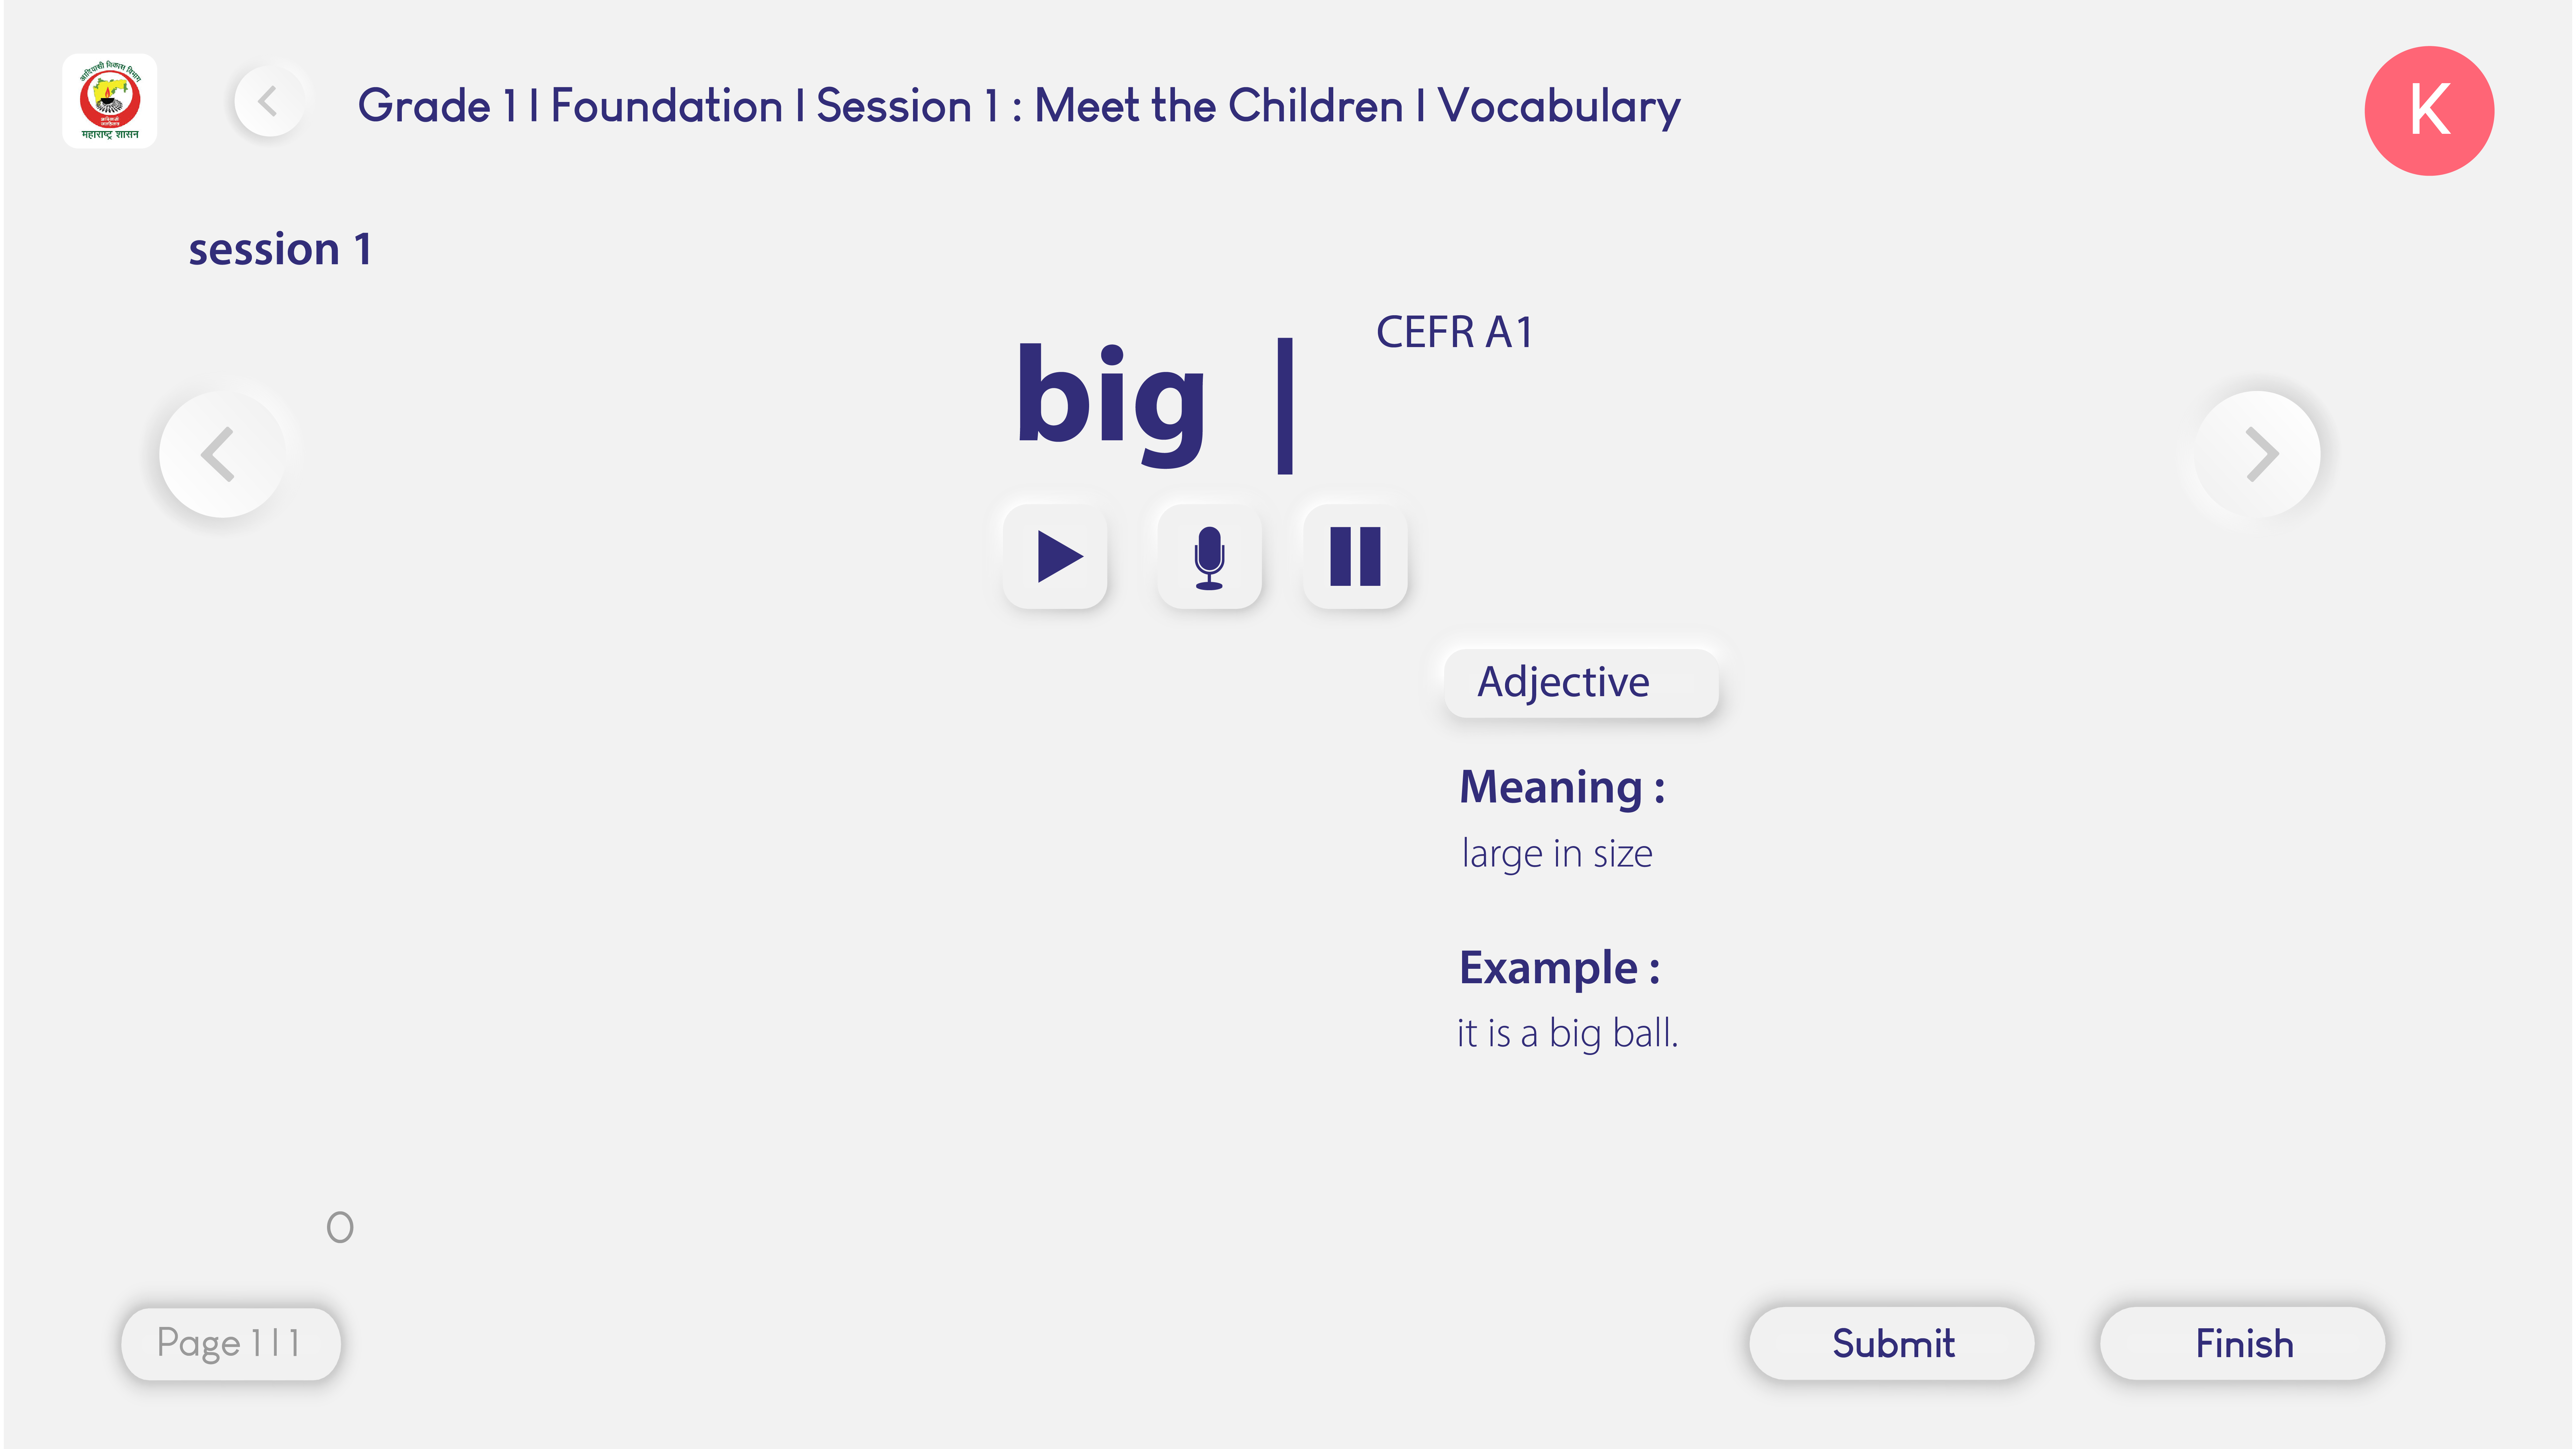 आदिवासी विकास विभाग
महाराष्ट्र शासन
Grade 1 I Foundation I Session 1 : Meet the Children I Vocabulary
K
session 1
big |
CEFR A1
Adjective
Meaning :
large in size
Example :
it is a big ball.
O
Page 1 I 1
Submit
Finish